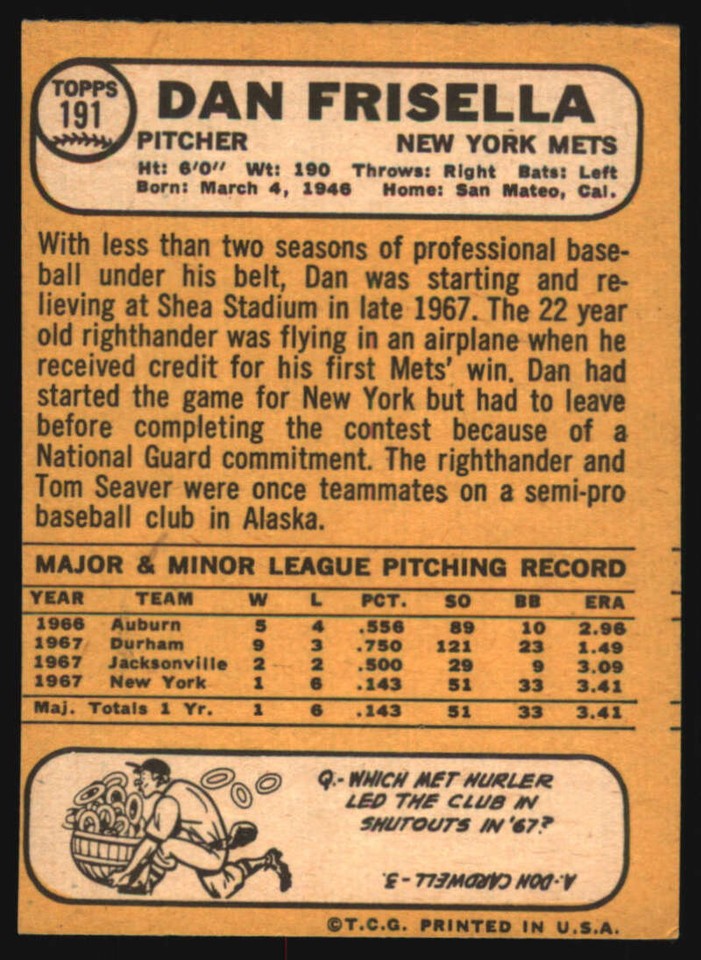 TOPPS
191
DAN FRISELLA
PITCHER NEW YORK METS
Ht: 6'0" Wt: 190 Throws: Right Bats: Left
Born: March 4, 1946 Home: San Mateo, Cal.
With less than two seasons of professional base-
ball under his belt, Dan was starting and re-
lieving at Shea Stadium in late 1967. The 22 year
old righthander was flying in an airplane when he
received credit for his first Mets' win. Dan had
started the game for New York but had to leave
before completing the contest because of a
National Guard commitment. The righthander and
Tom Seaver were once teammates on a semi-pro
baseball club in Alaska.
MAJOR & MINOR LEAGUE PITCHING RECORD
YEAR TEAM W L PCT. SO BB ERA
1966 Auburn 5 4 .556 89 10 2.96
1967 Durham 9 3 .750 121 23 1.49
1967 Jacksonville 2 2 .500 29 9 3.09
1967 New York 1 6 .143 51 33 3.41
Maj. Totals 1 Yr. 1 6 .143 51 33 3.41
Q.- WHICH MET HURLER
LED THE CLUB IN
SHUTOUTS IN '67?
A.- DON CARDWELL - 3.
©T.C.G. PRINTED IN U.S.A.